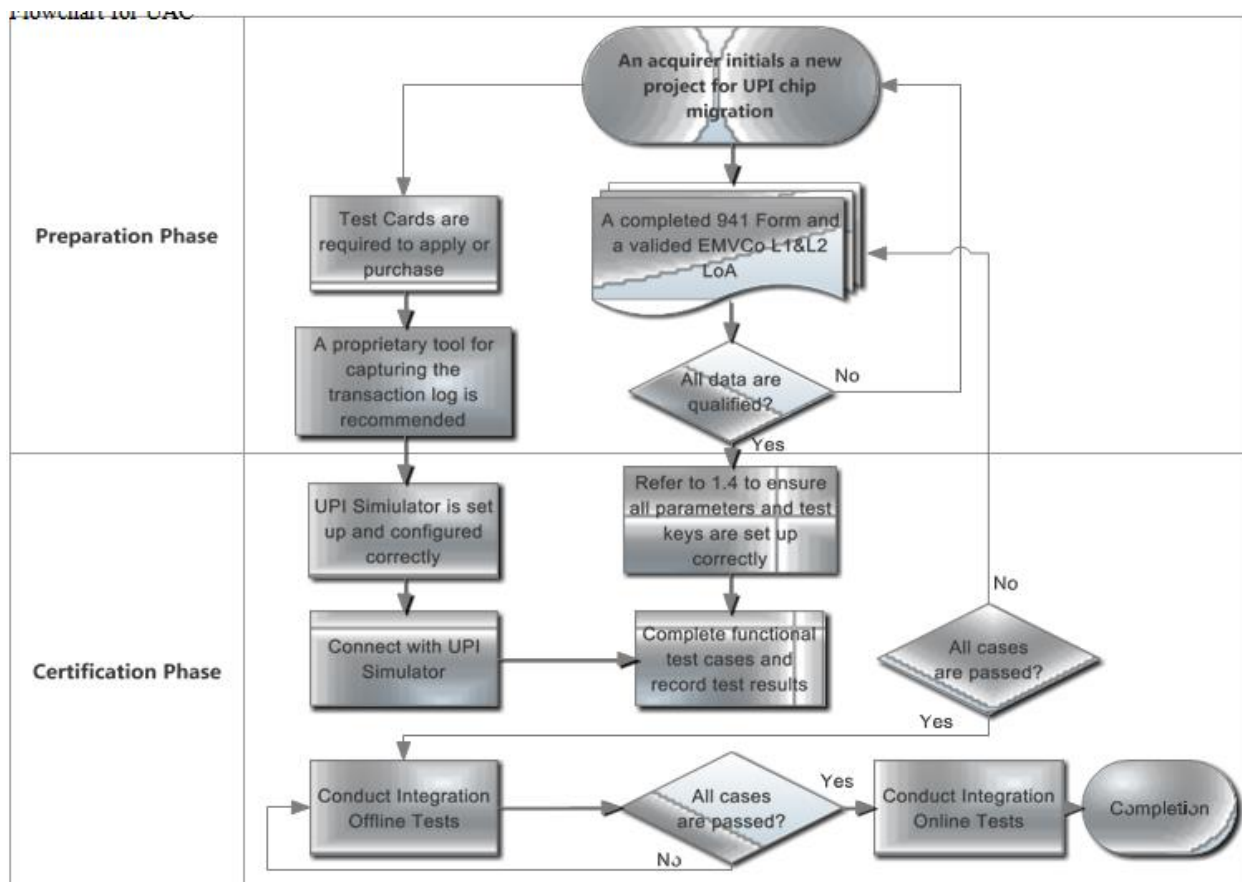 Flowchart for UAC
An acquirer initials a new
project for UPI chip
migration
Preparation Phase
Test Cards are
required to apply or
purchase
A completed 941 Form and
a valided EMVCo L1&L2
LoA
A proprietary tool for
capturing the
transaction log is
recommended
All data are
qualified?
No
Yes
Certification Phase
UPI Simiulator is set
up and configured
correctly
Refer to 1.4 to ensure
all parameters and test
keys are set up
correctly
Connect with UPI
Simulator
Complete functional
test cases and
record test results
All cases
are passed?
No
Yes
Conduct Integration
Offline Tests
All cases
are passed?
No
Yes
Conduct Integration
Online Tests
Completion